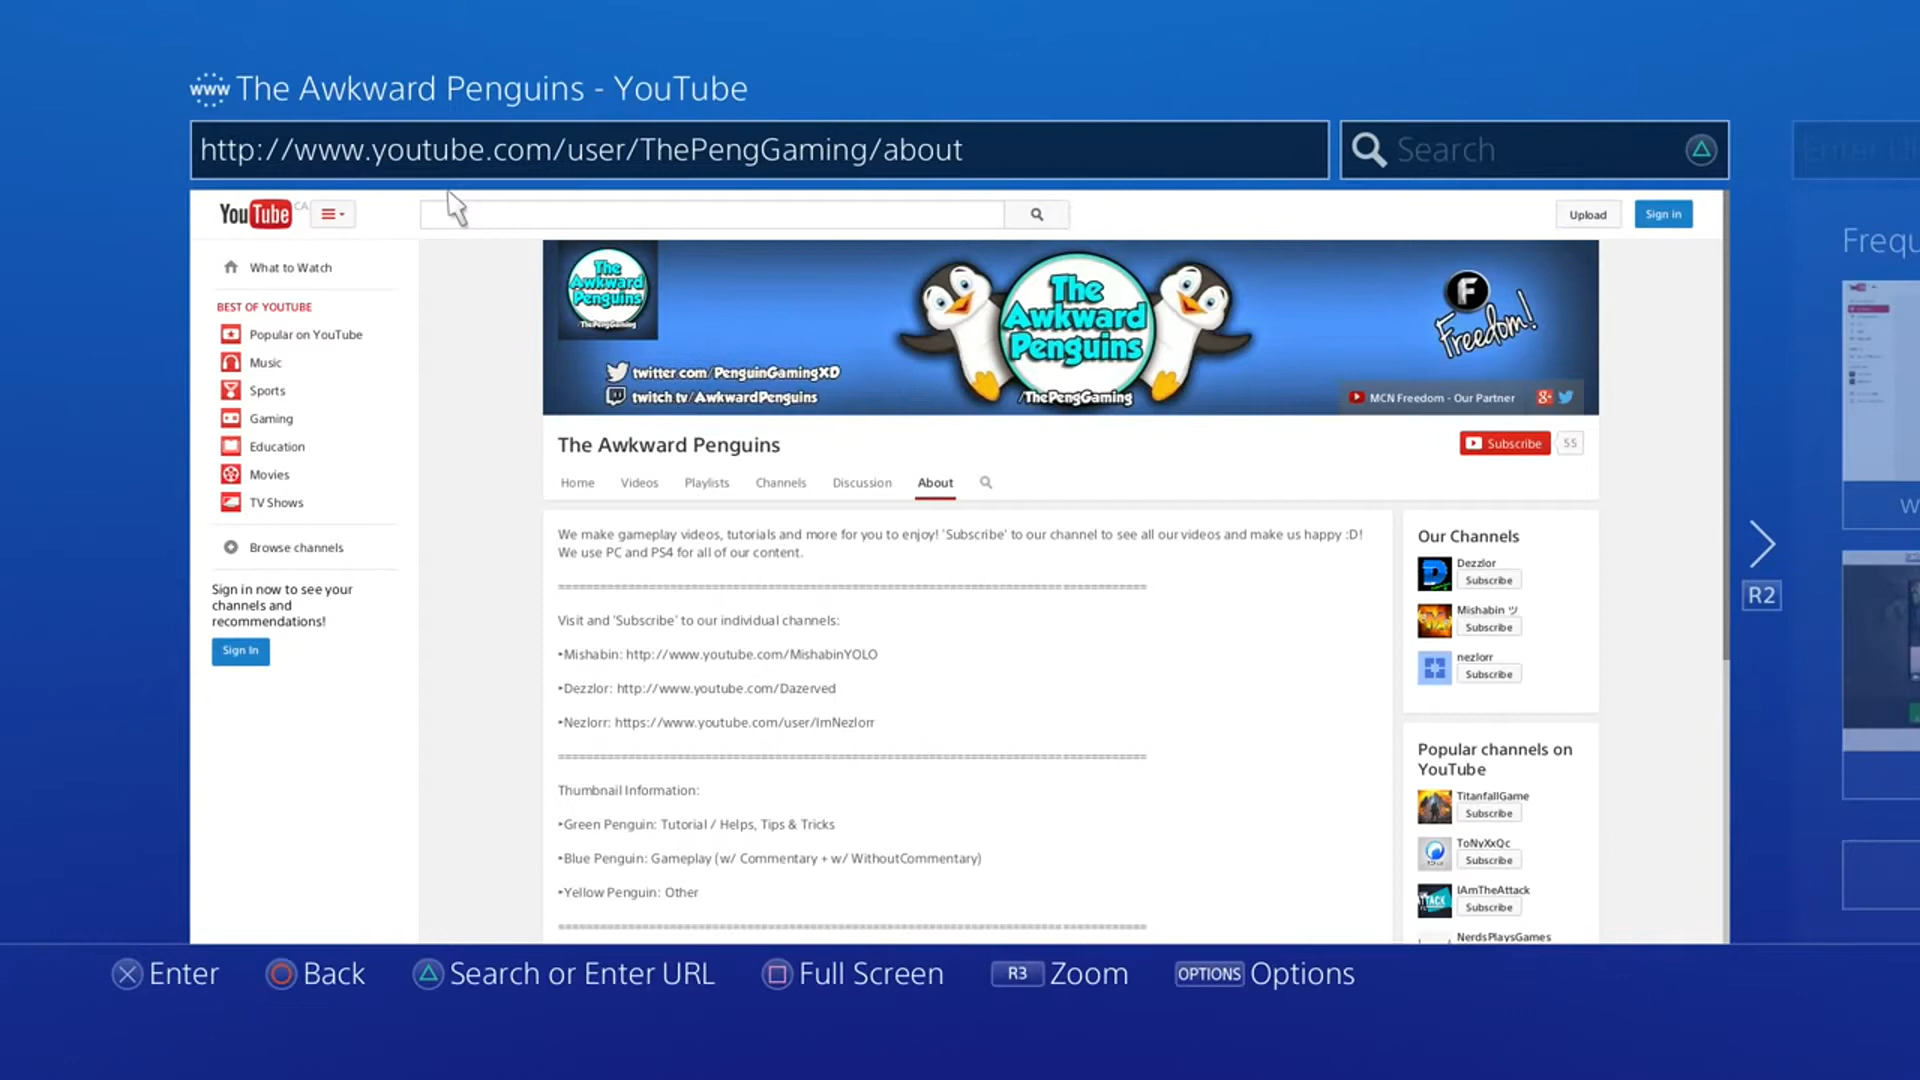 www The Awkward Penguins - YouTube
http://www.youtube.com/user/ThePengGaming/about
Search
Enter
YouTube CA
Upload
Sign in
What to Watch
BEST OF YOUTUBE
Popular on YouTube
Music
Sports
Gaming
Education
Movies
TV Shows
Browse channels
Sign in now to see your
channels and
recommendations!
Sign In
The
Awkward
Penguins
/ThePengGaming
twitter.com/PenguinGamingXD
twitch.tv/AwkwardPenguins
The
Awkward
Penguins
/ThePengGaming
F
Freedom!
MCN Freedom - Our Partner
The Awkward Penguins
Subscribe 55
Home Videos Playlists Channels Discussion About
We make gameplay videos, tutorials and more for you to enjoy! 'Subscribe' to our channel to see all our videos and make us happy :D!
We use PC and PS4 for all of our content.
Visit and 'Subscribe' to our individual channels:
•Mishabin: http://www.youtube.com/MishabinYOLO
•Dezzlor: http://www.youtube.com/Dazerved
•Nezlorr: https://www.youtube.com/user/ImNezlorr
Thumbnail Information:
•Green Penguin: Tutorial / Helps, Tips & Tricks
•Blue Penguin: Gameplay (w/ Commentary + w/ WithoutCommentary)
•Yellow Penguin: Other
Our Channels
Dezzlor
Subscribe
Mishabin ツ
Subscribe
nezlorr
Subscribe
Popular channels on
YouTube
TitanfallGame
Subscribe
ToNyXxQc
Subscribe
IAmTheAttack
Subscribe
NerdsPlaysGames
R2
Frequ
W
Enter Back Search or Enter URL Full Screen R3 Zoom OPTIONS Options